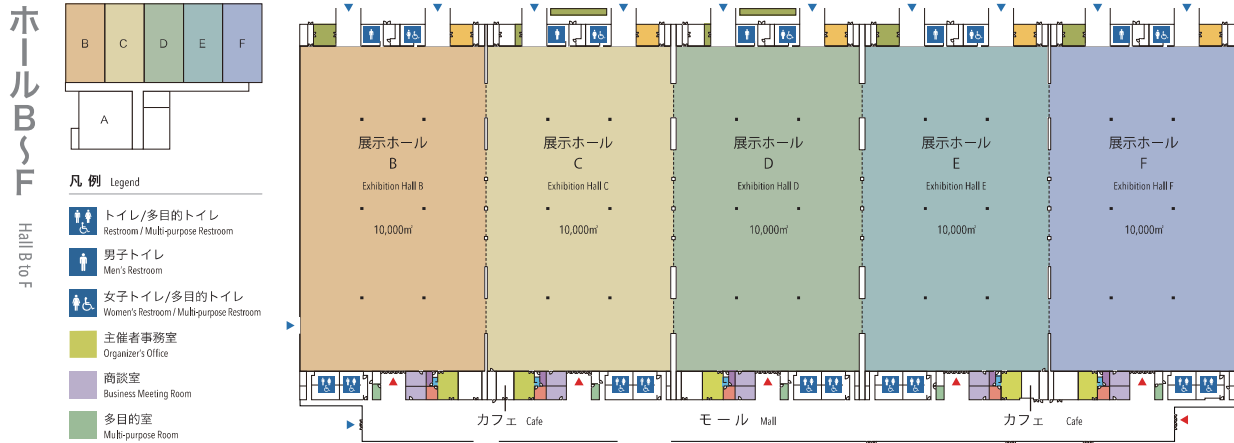 ホールB〜F
Hall B to F
B
C
D
E
F
A
凡例 Legend
トイレ/多目的トイレ
Restroom / Multi-purpose Restroom
男子トイレ
Men's Restroom
女子トイレ/多目的トイレ
Women's Restroom / Multi-purpose Restroom
主催者事務室
Organizer's Office
商談室
Business Meeting Room
多目的室
Multi-purpose Room
展示ホール
B
Exhibition Hall B
10,000㎡
展示ホール
C
Exhibition Hall C
10,000㎡
展示ホール
D
Exhibition Hall D
10,000㎡
展示ホール
E
Exhibition Hall E
10,000㎡
展示ホール
F
Exhibition Hall F
10,000㎡
カフェ Cafe
モール Mall
カフェ Cafe